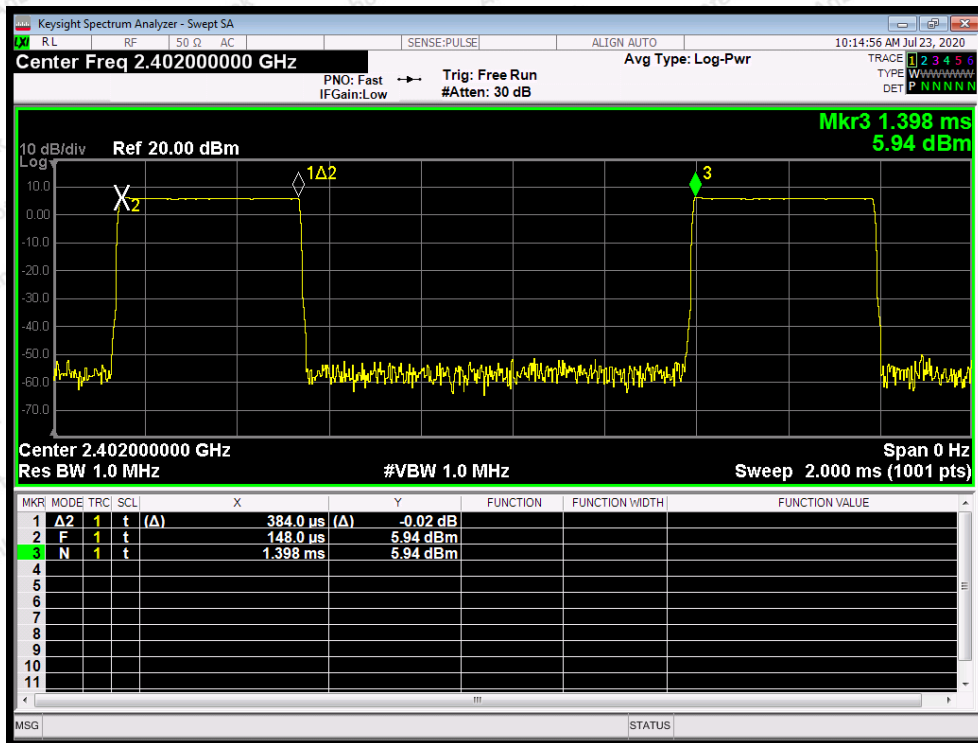 Keysight Spectrum Analyzer - Swept SA
LXI RL RF 50 Ω AC SENSE:PULSE ALIGN AUTO 10:14:56 AM Jul 23, 2020
Center Freq 2.402000000 GHz
Avg Type: Log-Pwr
TRACE 1 2 3 4 5 6
PNO: Fast Trig: Free Run
TYPE WWWWWW
IFGain:Low #Atten: 30 dB
DET P N N N N N
Mkr3 1.398 ms
5.94 dBm
10 dB/div Ref 20.00 dBm
Log
1Δ2
3
10.0
2
0.00
-10.0
-20.0
-30.0
-40.0
-50.0
-60.0
-70.0
Center 2.402000000 GHz Span 0 Hz
Res BW 1.0 MHz #VBW 1.0 MHz Sweep 2.000 ms (1001 pts)
MKR MODE TRC SCL X Y FUNCTION FUNCTION WIDTH FUNCTION VALUE
1 Δ2 1 t (Δ) 384.0 µs (Δ) -0.02 dB
2 F 1 t 148.0 µs 5.94 dBm
3 N 1 t 1.398 ms 5.94 dBm
4
5
6
7
8
9
10
11
MSG STATUS